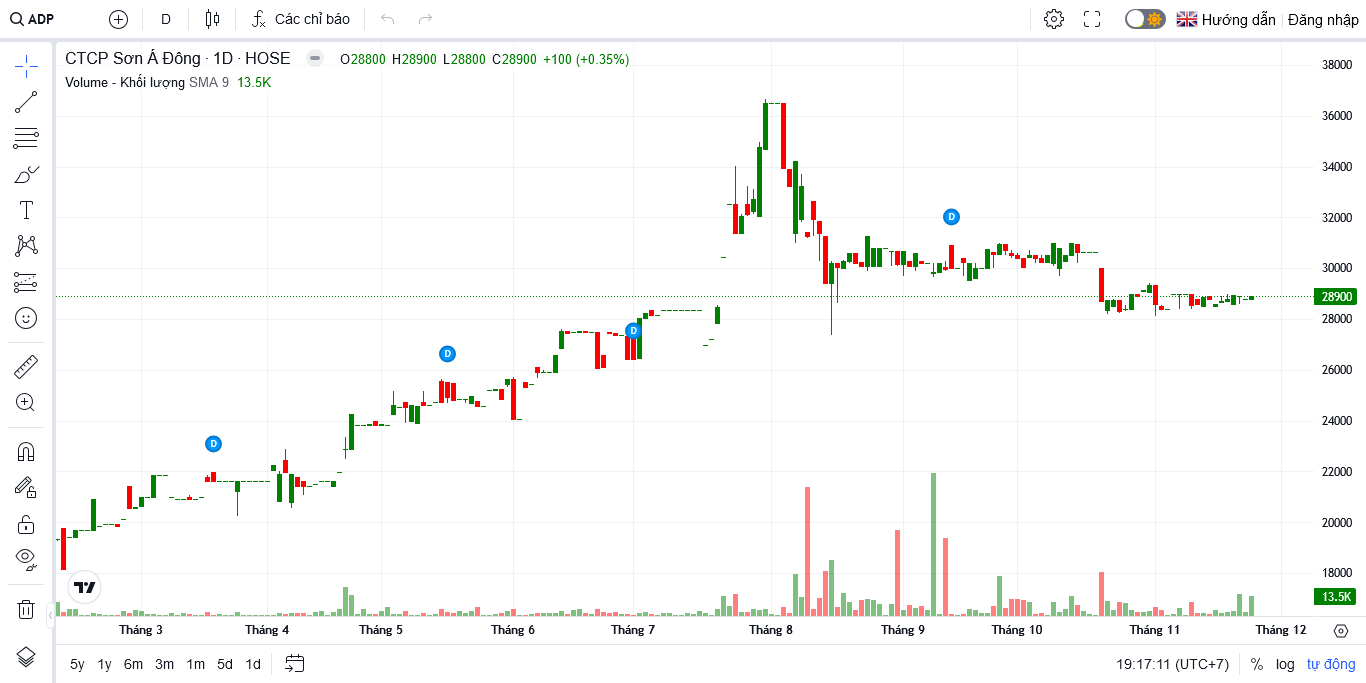 ADP D Các chỉ báo Hướng dẫn Đăng nhập
CTCP Sơn Á Đông · 1D · HOSE O28800 H28900 L28800 C28900 +100 (+0.35%)
Volume - Khối lượng SMA 9 13.5K
38000
36000
34000
32000
30000
28900
28000
26000
24000
22000
20000
18000
13.5K
D
D
D
D
Tháng 3 Tháng 4 Tháng 5 Tháng 6 Tháng 7 Tháng 8 Tháng 9 Tháng 10 Tháng 11 Tháng 12
5y 1y 6m 3m 1m 5d 1d 19:17:11 (UTC+7) % log tự động